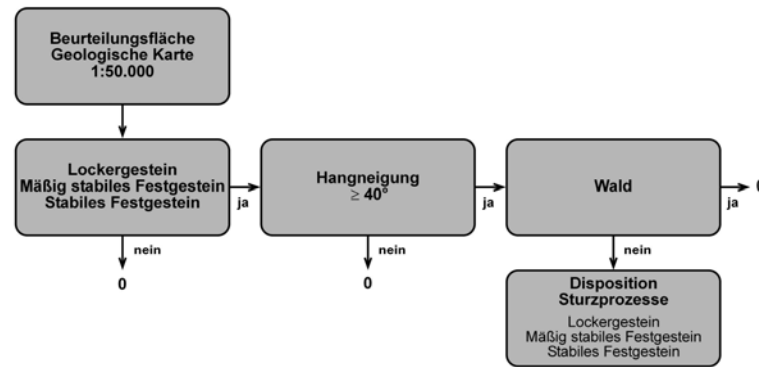 Beurteilungsfläche
Geologische Karte
1:50.000
Lockergestein
Mäßig stabiles Festgestein
Stabiles Festgestein
ja
Hangneigung
≥ 40°
ja
Wald
ja
0
nein
0
nein
0
nein
Disposition
Sturzprozesse
Lockergestein
Mäßig stabiles Festgestein
Stabiles Festgestein